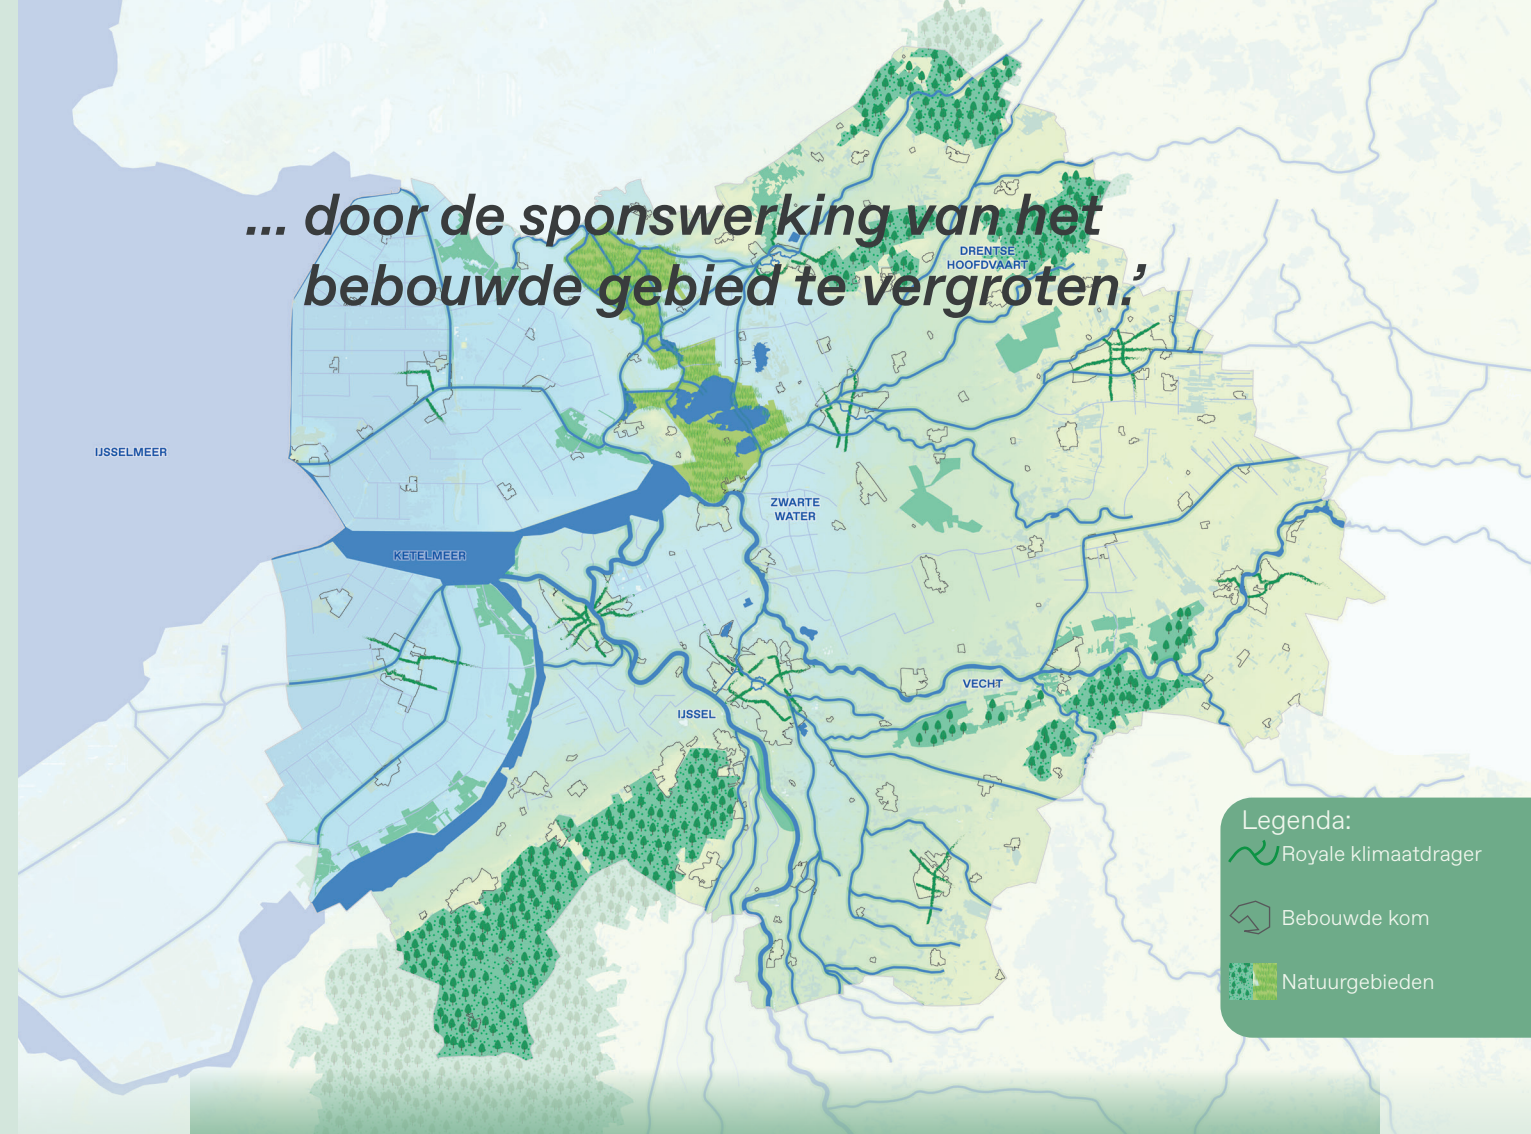 ... door de sponswerking van het
bebouwde gebied te vergroten.’
DRENTSE
HOOFDVAART
IJSSELMEER
ZWARTE
WATER
KETELMEER
VECHT
IJSSEL
Legenda:
Royale klimaatdrager
Bebouwde kom
Natuurgebieden